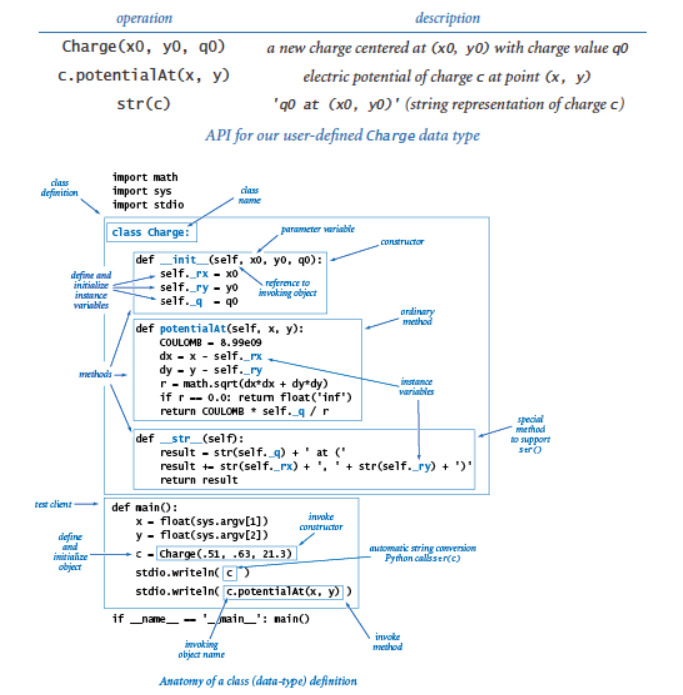 operation description
Charge(x0, y0, q0) a new charge centered at (x0, y0) with charge value q0
c.potentialAt(x, y) electric potential of charge c at point (x, y)
str(c) 'q0 at (x0, y0)' (string representation of charge c)
API for our user-defined Charge data type
import math
import sys
import stdio
class
definition
class
name
class Charge:
parameter variable
constructor
def __init__(self, x0, y0, q0):
self._rx = x0
self._ry = y0
self._q = q0
define and
initialize
instance
variables
reference to
invoking object
ordinary
method
def potentialAt(self, x, y):
COULOMB = 8.99e09
dx = x - self._rx
dy = y - self._ry
r = math.sqrt(dx*dx + dy*dy)
if r == 0.0: return float('inf')
return COULOMB * self._q / r
methods
instance
variables
special
method
to support
str()
def __str__(self):
result = str(self._q) + ' at ('
result += str(self._rx) + ', ' + str(self._ry) + ')'
return result
test client
def main():
x = float(sys.argv[1])
y = float(sys.argv[2])
c = Charge(.51, .63, 21.3)
stdio.writeln( c )
stdio.writeln( c.potentialAt(x, y) )
invoke
constructor
define
and
initialize
object
automatic string conversion
Python calls str(c)
if __name__ == '__main__': main()
invoking
object name
invoke
method
Anatomy of a class (data-type) definition